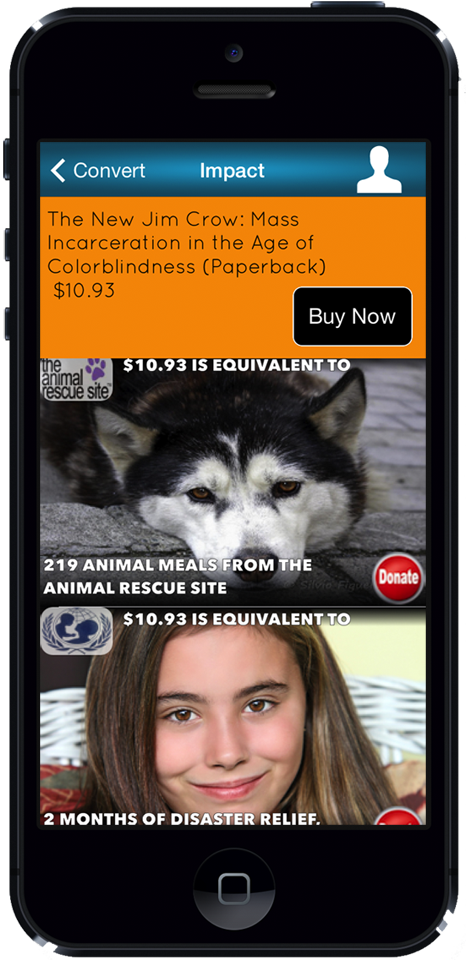 Convert
Impact
The New Jim Crow: Mass
Incarceration in the Age of
Colorblindness (Paperback)
$10.93
Buy Now
the
animal
rescue site
$10.93 IS EQUIVALENT TO
219 ANIMAL MEALS FROM THE
ANIMAL RESCUE SITE
Donate
$10.93 IS EQUIVALENT TO
2 MONTHS OF DISASTER RELIEF,